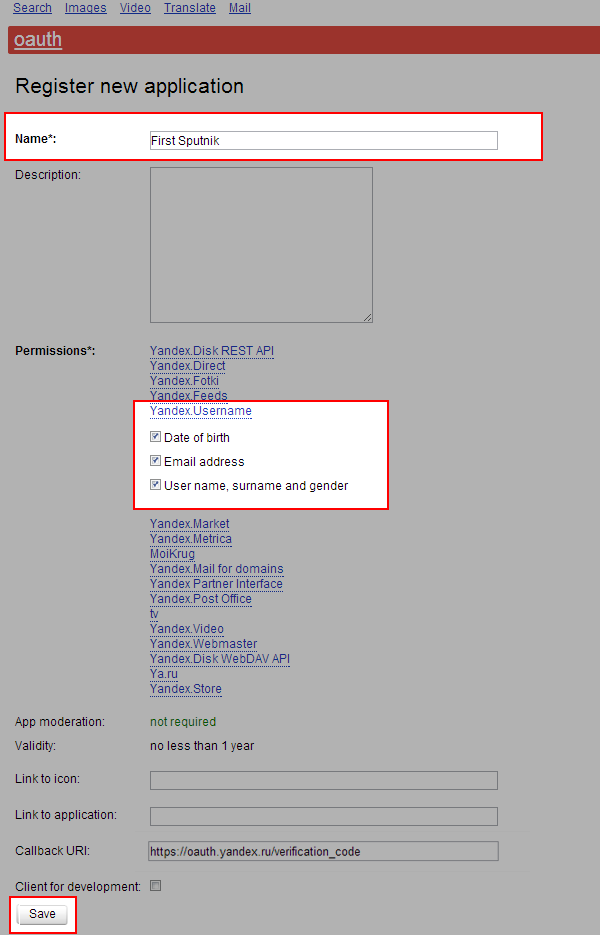 Search Images Video Translate Mail
oauth
Register new application
Name*: First Sputnik
Description:
Permissions*: Yandex.Disk REST API
Yandex.Direct
Yandex.Fotki
Yandex.Feeds
Yandex.Username
Date of birth
Email address
User name, surname and gender
Yandex.Market
Yandex.Metrica
MoiKrug
Yandex.Mail for domains
Yandex Partner Interface
Yandex.Post Office
tv
Yandex.Video
Yandex.Webmaster
Yandex.Disk WebDAV API
Ya.ru
Yandex.Store
App moderation: not required
Validity: no less than 1 year
Link to icon:
Link to application:
Callback URI: https://oauth.yandex.ru/verification_code
Client for development:
Save